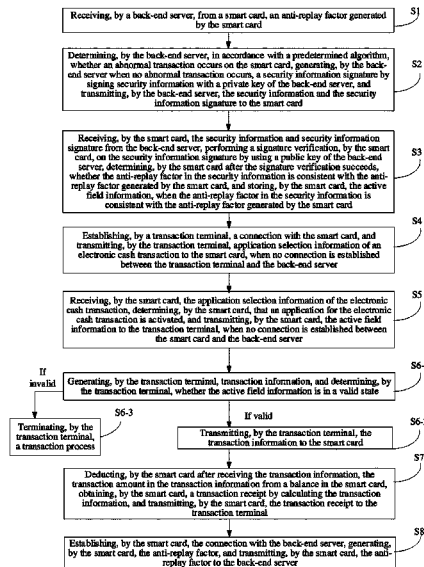 Receiving, by a back-end server, from a smart card, an anti-replay factor generated
by the smart card
S1
Determining, by the back-end server, in accordance with a predetermined algorithm,
whether an abnormal transaction occurs on the smart card, generating, by the back-
end server when no abnormal transaction occurs, a security information signature by
signing security information with a private key of the back-end server, and
transmitting, by the back-end server, the security information and the security
information signature to the smart card
S2
Receiving, by the smart card, the security information and security information
signature from the back-end server, performing a signature verification, by the smart
card, on the security information signature by using a public key of the back-end
server, determining, by the smart card after the signature verification succeeds,
whether the anti-replay factor in the security information is consistent with the anti-
replay factor generated by the smart card, and storing, by the smart card, the active
field information, when the anti-replay factor in the security information is
consistent with the anti-replay factor generated by the smart card
S3
Establishing, by a transaction terminal, a connection with the smart card, and
transmitting, by the transaction terminal, application selection information of an
electronic cash transaction to the smart card, when no connection is established
between the transaction terminal and the back-end server
S4
Receiving, by the smart card, the application selection information of the electronic
cash transaction, determining, by the smart card, that an application for the electronic
cash transaction is activated, and transmitting, by the smart card, the active field
information to the transaction terminal, when no connection is established between
the smart card and the back-end server
S5
Generating, by the transaction terminal, transaction information, and determining, by
the transaction terminal, whether the active field information is in a valid state
S6-
If
invalid
Terminating, by the
transaction terminal,
a transaction process
S6-3
If valid
Transmitting, by the transaction terminal, the
transaction information to the smart card
S6-2
Deducting, by the smart card after receiving the transaction information, the
transaction amount in the transaction information from a balance in the smart card,
obtaining, by the smart card, a transaction receipt by calculating the transaction
information, and transmitting, by the smart card, the transaction receipt to the
transaction terminal
S7
Establishing, by the smart card, the connection with the back-end server, generating,
by the smart card, the anti-replay factor, and transmitting, by the smart card, the anti-
replay factor to the back-end server
S8